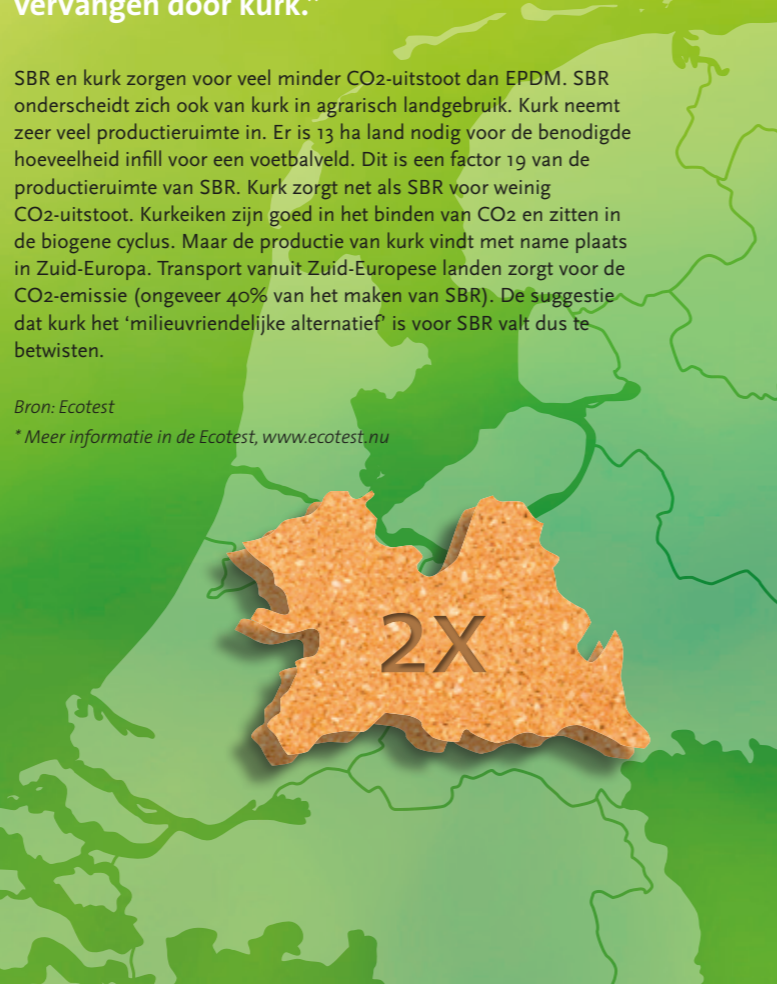 vervangen door kurk.”
SBR en kurk zorgen voor veel minder CO2-uitstoot dan EPDM. SBR
onderscheidt zich ook van kurk in agrarisch landgebruik. Kurk neemt
zeer veel productieruimte in. Er is 13 ha land nodig voor de benodigde
hoeveelheid infill voor een voetbalveld. Dit is een factor 19 van de
productieruimte van SBR. Kurk zorgt net als SBR voor weinig
CO2-uitstoot. Kurkeiken zijn goed in het binden van CO2 en zitten in
de biogene cyclus. Maar de productie van kurk vindt met name plaats
in Zuid-Europa. Transport vanuit Zuid-Europese landen zorgt voor de
CO2-emissie (ongeveer 40% van het maken van SBR). De suggestie
dat kurk het ‘milieuvriendelijke alternatief’ is voor SBR valt dus te
betwisten.
Bron: Ecotest
* Meer informatie in de Ecotest, www.ecotest.nu
2X